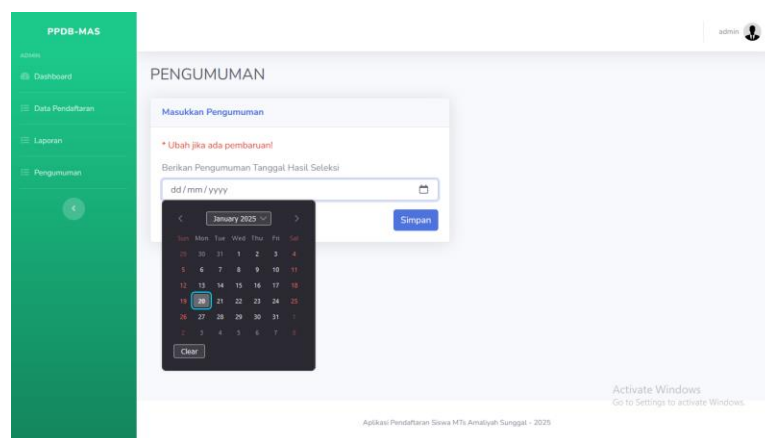 PPDB-MAS
admin
ADMIN
Dashboard
Data Pendaftaran
Laporan
Pengumuman
PENGUMUMAN
Masukkan Pengumuman
* Ubah jika ada pembaruan!
Berikan Pengumuman Tanggal Hasil Seleksi
dd/mm/yyyy
January 2025
Sun Mon Tue Wed Thu Fri Sat
29 30 31 1 2 3 4
5 6 7 8 9 10 11
12 13 14 15 16 17 18
19 20 21 22 23 24 25
26 27 28 29 30 31 1
2 3 4 5 6 7 8
Clear
Simpan
Activate Windows
Go to Settings to activate Windows.
Aplikasi Pendaftaran Siswa MTs Amaliyah Sunggal - 2025